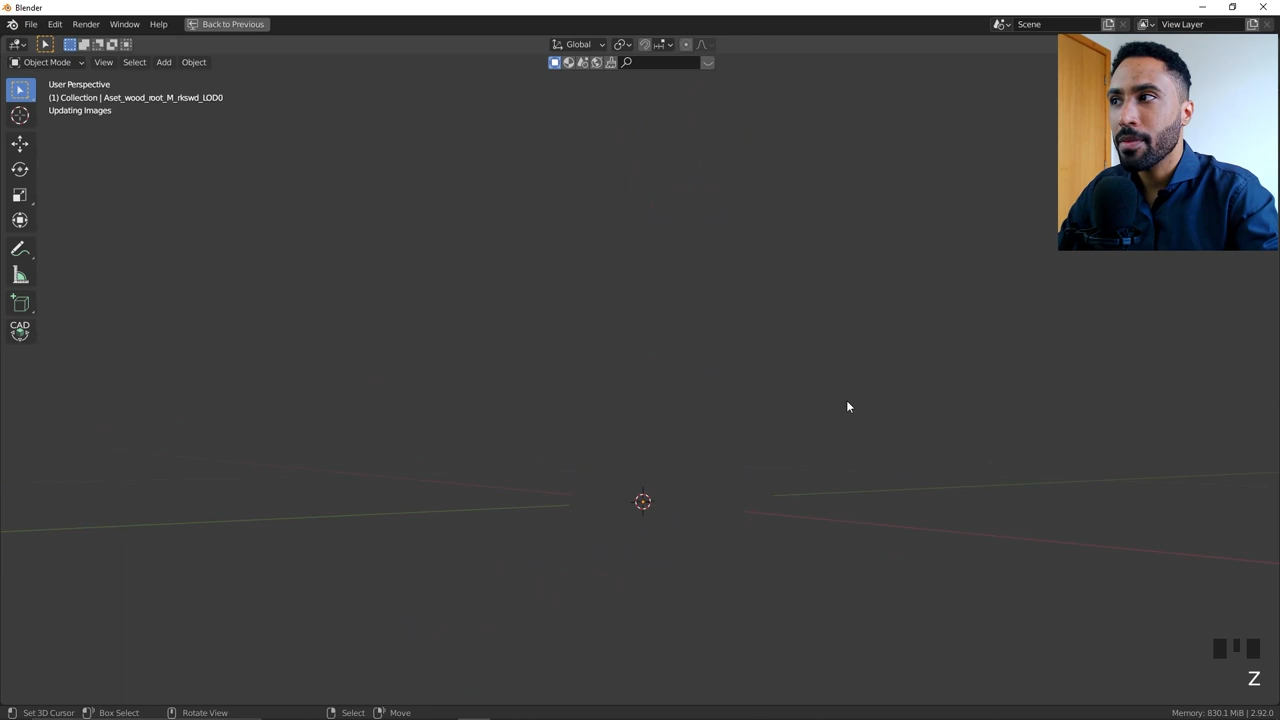 Blender
File Edit Render Window Help Back to Previous Scene View Layer
Global
Object Mode View Select Add Object
User Perspective
(1) Collection | Aset_wood_root_M_rkswd_LOD0
Updating Images
CAD
Z
Set 3D Cursor Box Select Rotate View Select Move Memory: 830.1 MiB | 2.92.0